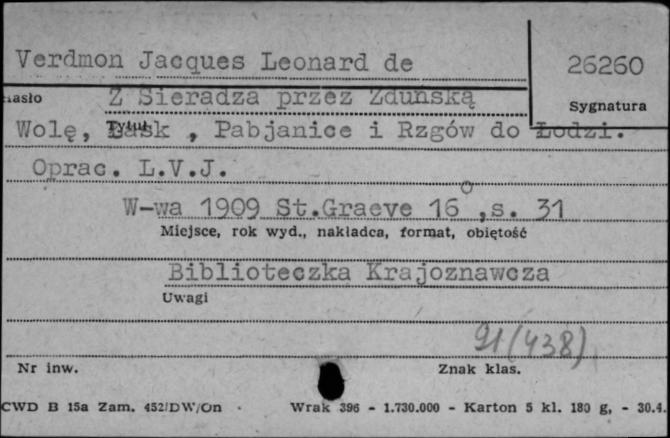 Verdmon Jacques Leonard de
26260
Hasło
Z Sieradza przez Zduńską
Sygnatura
Tytuł
Wolę, Łask , Pabjanice i Rzgów do Łodzi.
Oprac. L.V.J.
W-wa 1909 St.Graeve 16°,s. 31
Miejsce, rok wyd., nakładca, format, objętość
Biblioteczka Krajoznawcza
Uwagi
91(438)
Nr inw.
Znak klas.
CWD B 15a Zam. 452/DW/On · Wrak 396 - 1.730.000 - Karton 5 kl. 180 g, - 30.4.